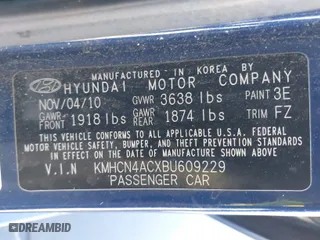 MANUFACTURED IN KOREA BY
HYUNDAI MOTOR COMPANY
NOV/04/10 GVWR 3638 lbs PAINT 3E
GAWR FRONT 1918 lbs GAWR REAR 1874 lbs TRIM FZ
THIS VEHICLE CONFORMS TO ALL APPLICABLE FEDERAL
MOTOR VEHICLE SAFETY, BUMPER, AND THEFT PREVENTION STANDARDS
IN EFFECT ON THE DATE OF MANUFACTURE SHOWN ABOVE.
V.I.N KMHCN4ACXBU609229
PASSENGER CAR